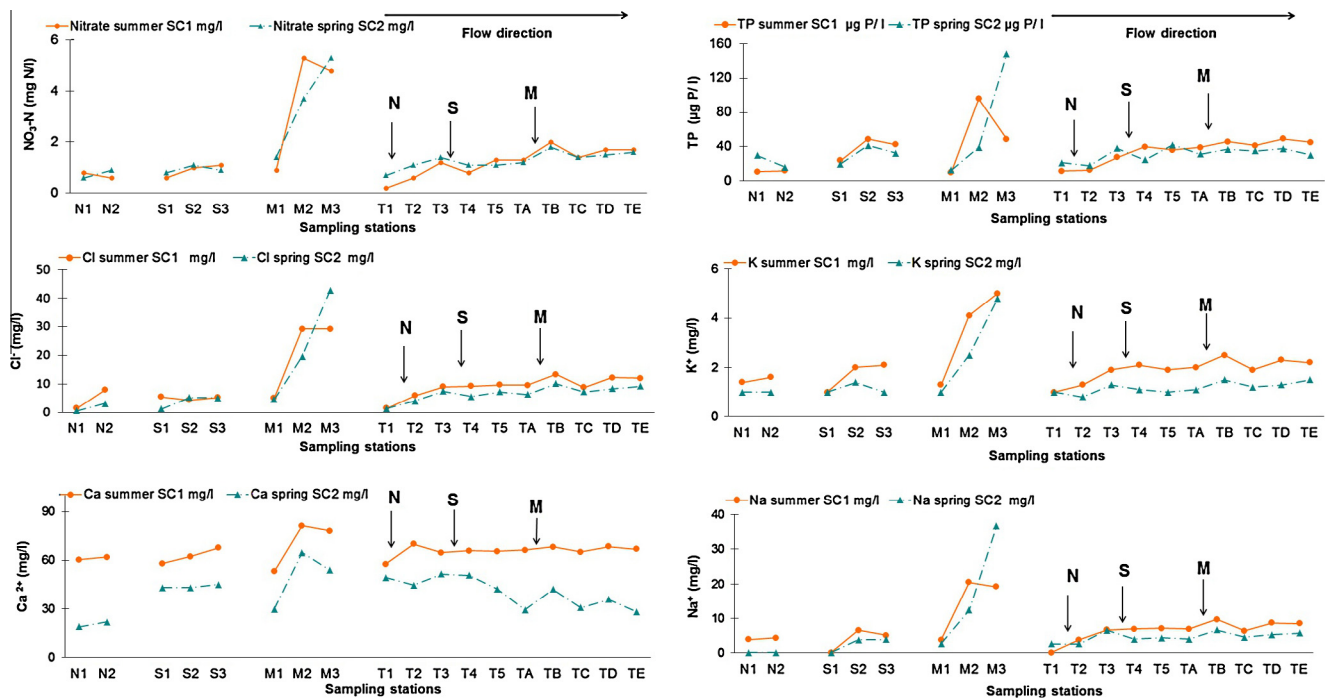 Nitrate summer SC1 mg/l Nitrate spring SC2 mg/l
Flow direction
NO3-N (mg N/l)
6
4
2
0
N S M
N1 N2 S1 S2 S3 M1 M2 M3 T1 T2 T3 T4 T5 TA TB TC TD TE
Sampling stations
TP summer SC1 µg P/ l TP spring SC2 µg P/ l
Flow direction
TP (µg P/ l)
160
120
80
40
0
N S M
N1 N2 S1 S2 S3 M1 M2 M3 T1 T2 T3 T4 T5 TA TB TC TD TE
Sampling stations
Cl summer SC1 mg/l Cl spring SC2 mg/l
Cl- (mg/l)
50
40
30
20
10
0
N S M
N1 N2 S1 S2 S3 M1 M2 M3 T1 T2 T3 T4 T5 TA TB TC TD TE
Sampling stations
K summer SC1 mg/l K spring SC2 mg/l
K+ (mg/l)
6
4
2
0
N S M
N1 N2 S1 S2 S3 M1 M2 M3 T1 T2 T3 T4 T5 TA TB TC TD TE
Sampling stations
Ca summer SC1 mg/l Ca spring SC2 mg/l
Ca 2+ (mg/l)
90
60
30
0
N S M
N1 N2 S1 S2 S3 M1 M2 M3 T1 T2 T3 T4 T5 TA TB TC TD TE
Sampling stations
Na summer SC1 mg/l Na spring SC2 mg/l
Na+ (mg/l)
40
30
20
10
0
N S M
N1 N2 S1 S2 S3 M1 M2 M3 T1 T2 T3 T4 T5 TA TB TC TD TE
Sampling stations